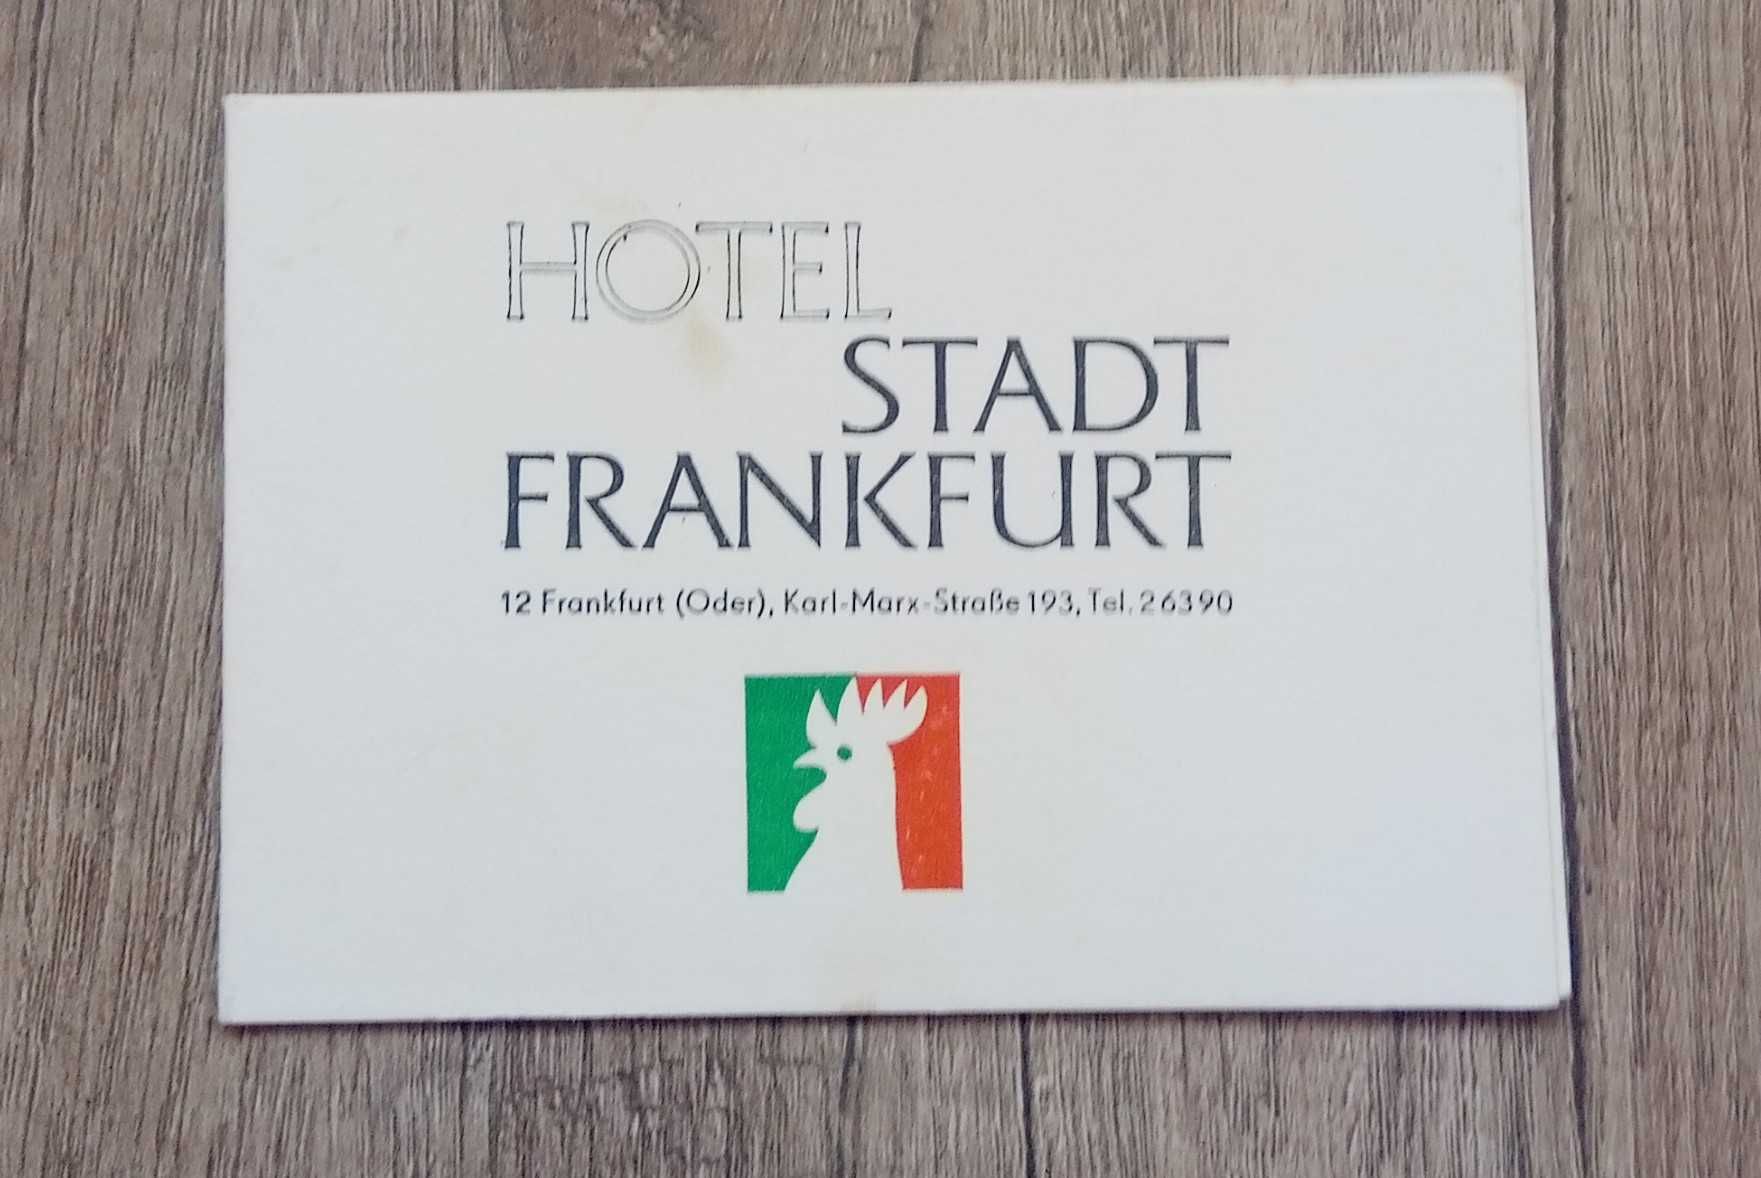 HOTEL
STADT
FRANKFURT
12 Frankfurt (Oder), Karl-Marx-Straße 193, Tel. 26390